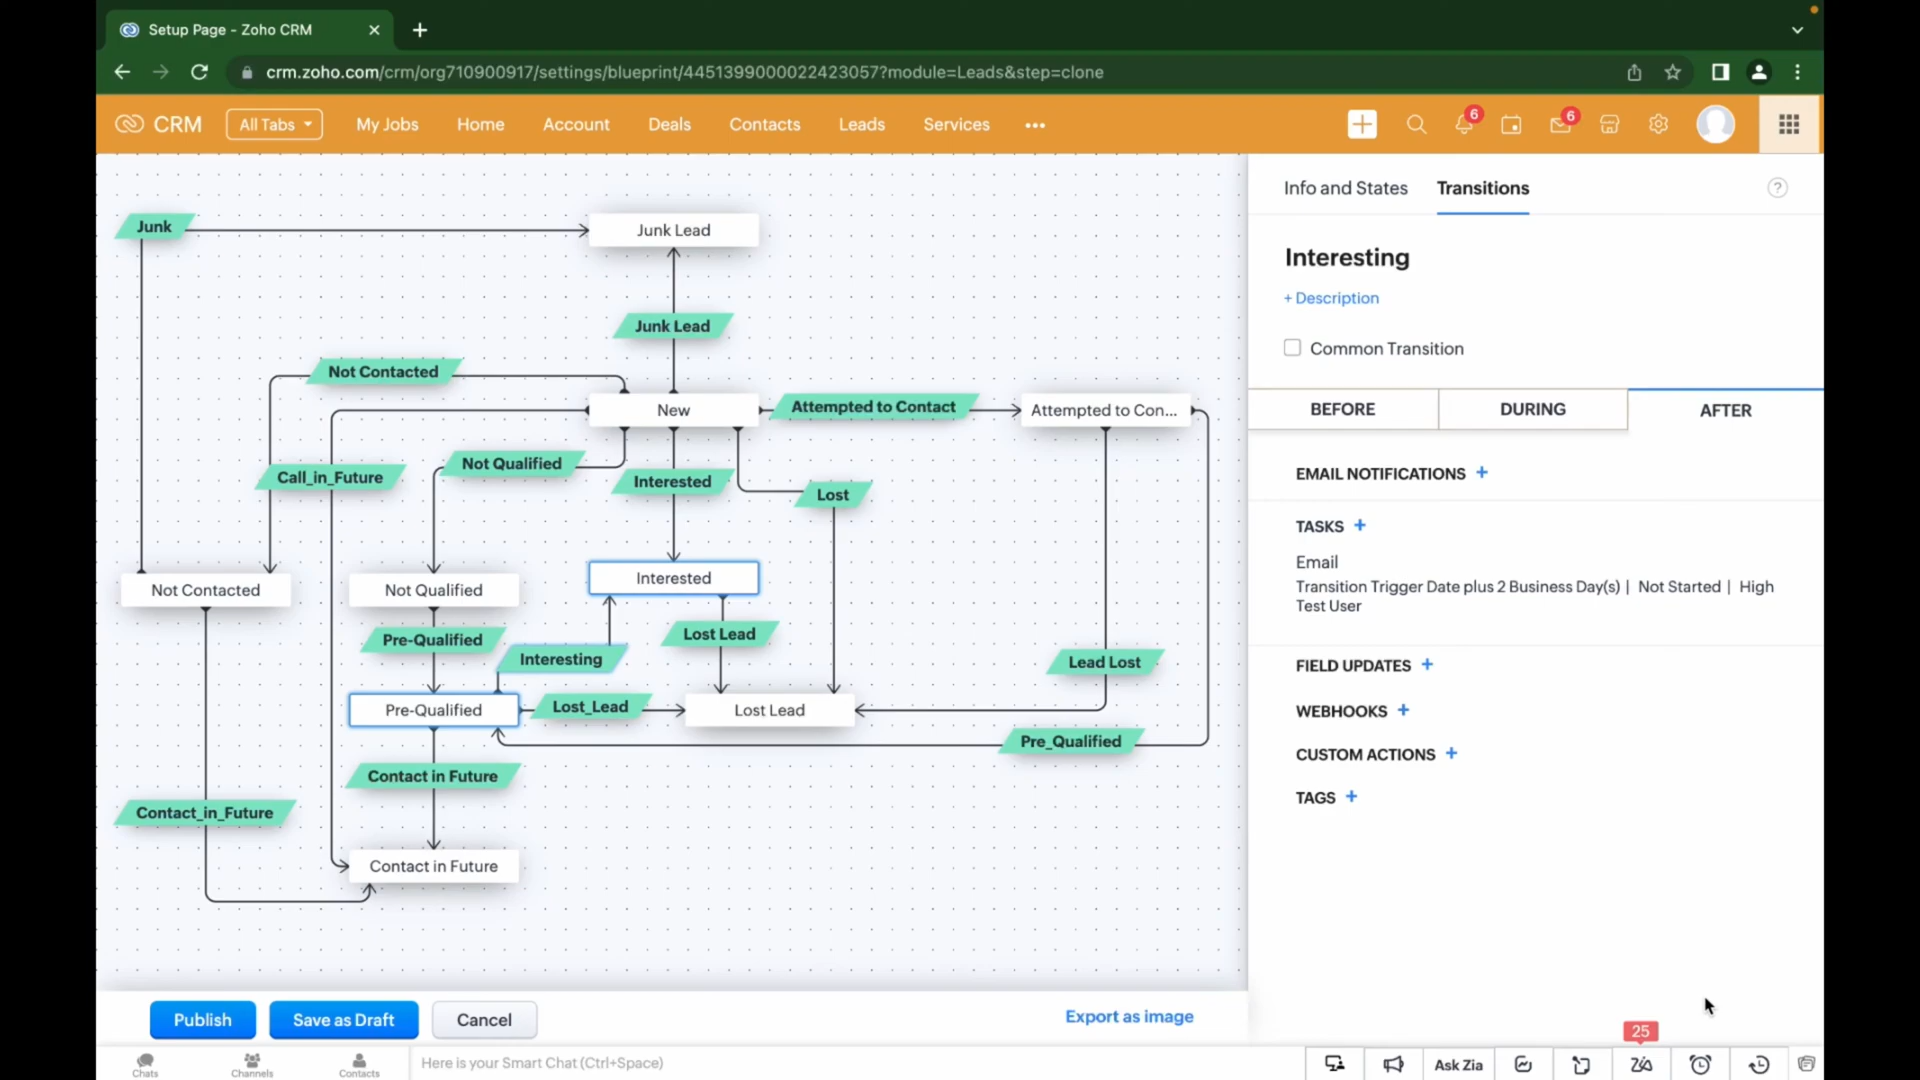 Setup Page - Zoho CRM
crm.zoho.com/crm/org710900917/settings/blueprint/4451399000022423057?module=Leads&step=clone
CRM
All Tabs
My Jobs
Home
Account
Deals
Contacts
Leads
Services
6
6
Junk
Junk Lead
Junk Lead
Not Contacted
New
Attempted to Contact
Attempted to Con...
Call_in_Future
Not Qualified
Interested
Lost
Not Contacted
Not Qualified
Interested
Pre-Qualified
Interesting
Lost Lead
Lead Lost
Pre-Qualified
Lost_Lead
Lost Lead
Pre_Qualified
Contact in Future
Contact_in_Future
Contact in Future
Publish
Save as Draft
Cancel
Export as image
Info and States
Transitions
?
Interesting
+ Description
Common Transition
BEFORE
DURING
AFTER
EMAIL NOTIFICATIONS +
TASKS +
Email
Transition Trigger Date plus 2 Business Day(s) | Not Started | High
Test User
FIELD UPDATES +
WEBHOOKS +
CUSTOM ACTIONS +
TAGS +
25
Chats
Channels
Contacts
Here is your Smart Chat (Ctrl+Space)
Ask Zia